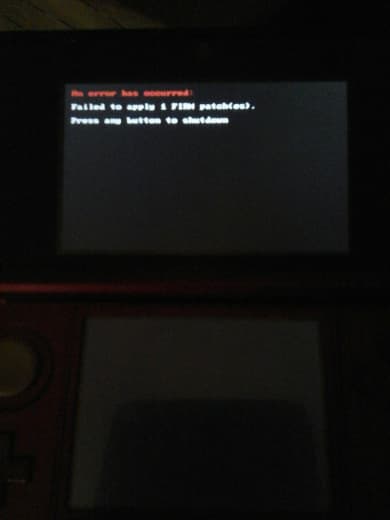 An error has occurred:
Failed to apply 1 FIRM patch(es).
Press any button to shutdown